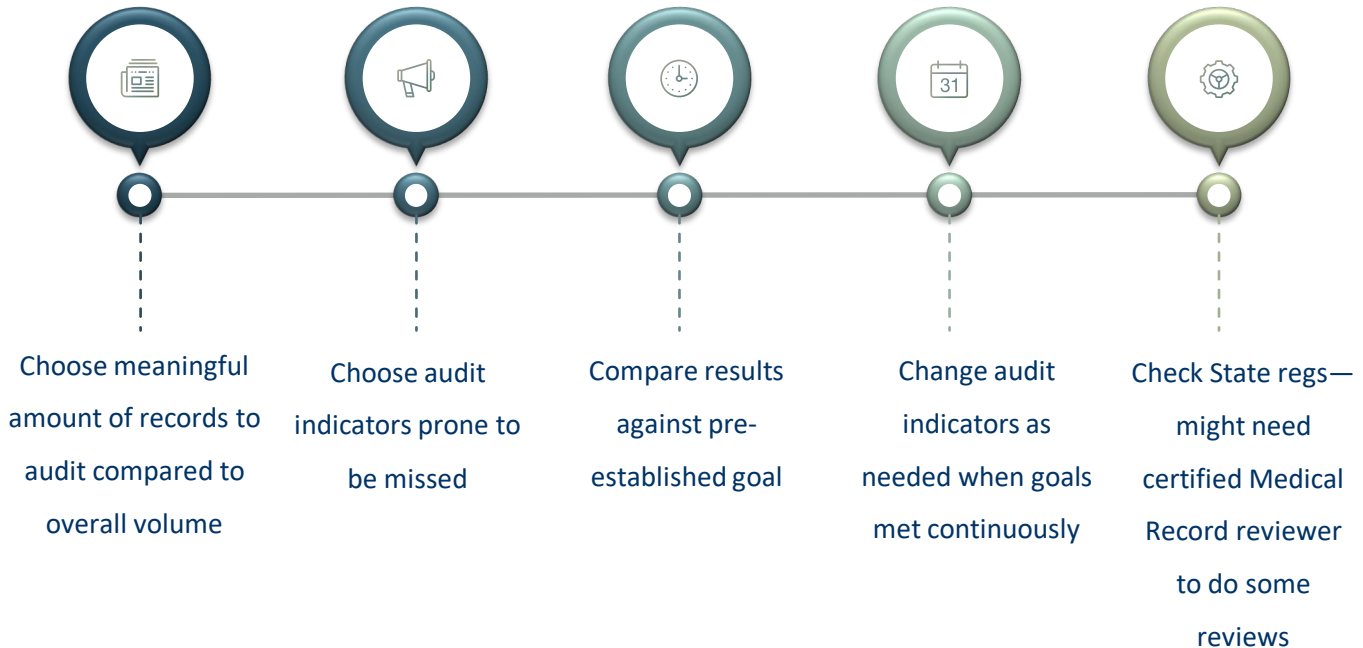 31
Choose meaningful
amount of records to
audit compared to
overall volume
Choose audit
indicators prone to
be missed
Compare results
against pre-
established goal
Change audit
indicators as
needed when goals
met continuously
Check State regs—
might need
certified Medical
Record reviewer
to do some
reviews